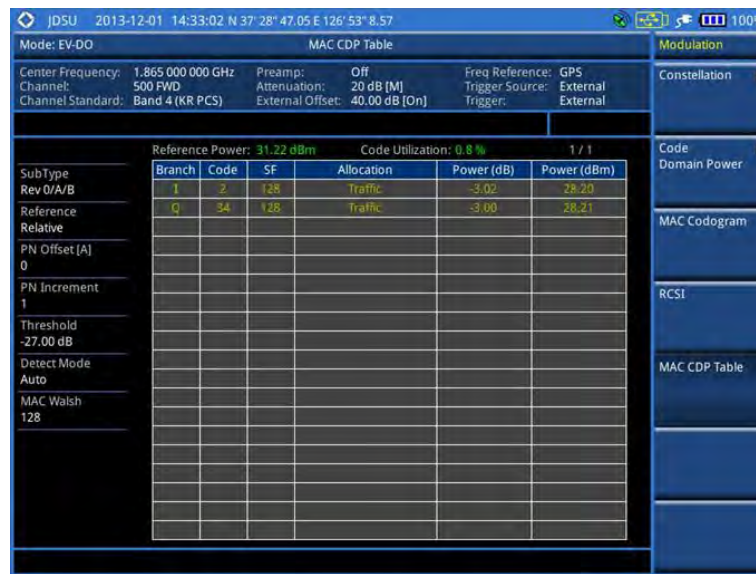 JDSU 2013-12-01 14:33:02 N 37' 28" 47.05 E 126' 53" 8.57 100%
Mode: EV-DO MAC CDP Table Modulation
Center Frequency: 1.865 000 000 GHz Preamp: Off Freq Reference: GPS
Channel: 500 FWD Attenuation: 20 dB [M] Trigger Source: External
Channel Standard: Band 4 (KR PCS) External Offset: 40.00 dB [On] Trigger: External
Constellation
Reference Power: 31.22 dBm Code Utilization: 0.8 % 1 / 1
Branch Code SF Allocation Power (dB) Power (dBm)
I 2 128 Traffic -3.02 28.20
Q 34 128 Traffic -3.00 28.21
SubType
Rev 0/A/B
Reference
Relative
PN Offset [A]
0
PN Increment
1
Threshold
-27.00 dB
Detect Mode
Auto
MAC Walsh
128
Code
Domain Power
MAC Codogram
RCSI
MAC CDP Table